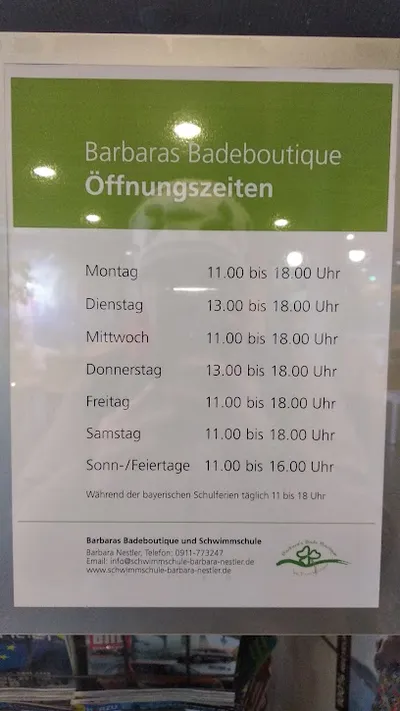 Barbaras Badeboutique
Öffnungszeiten
Montag 11.00 bis 18.00 Uhr
Dienstag 13.00 bis 18.00 Uhr
Mittwoch 11.00 bis 18.00 Uhr
Donnerstag 13.00 bis 18.00 Uhr
Freitag 11.00 bis 18.00 Uhr
Samstag 11.00 bis 18.00 Uhr
Sonn-/Feiertage 11.00 bis 16.00 Uhr
Während der bayerischen Schulferien täglich 11 bis 18 Uhr
Barbaras Badeboutique und Schwimmschule
Barbara Nestler, Telefon: 0911-773247
Email: info@schwimmschule-barbara-nestler.de
www.schwimmschule-barbara-nestler.de